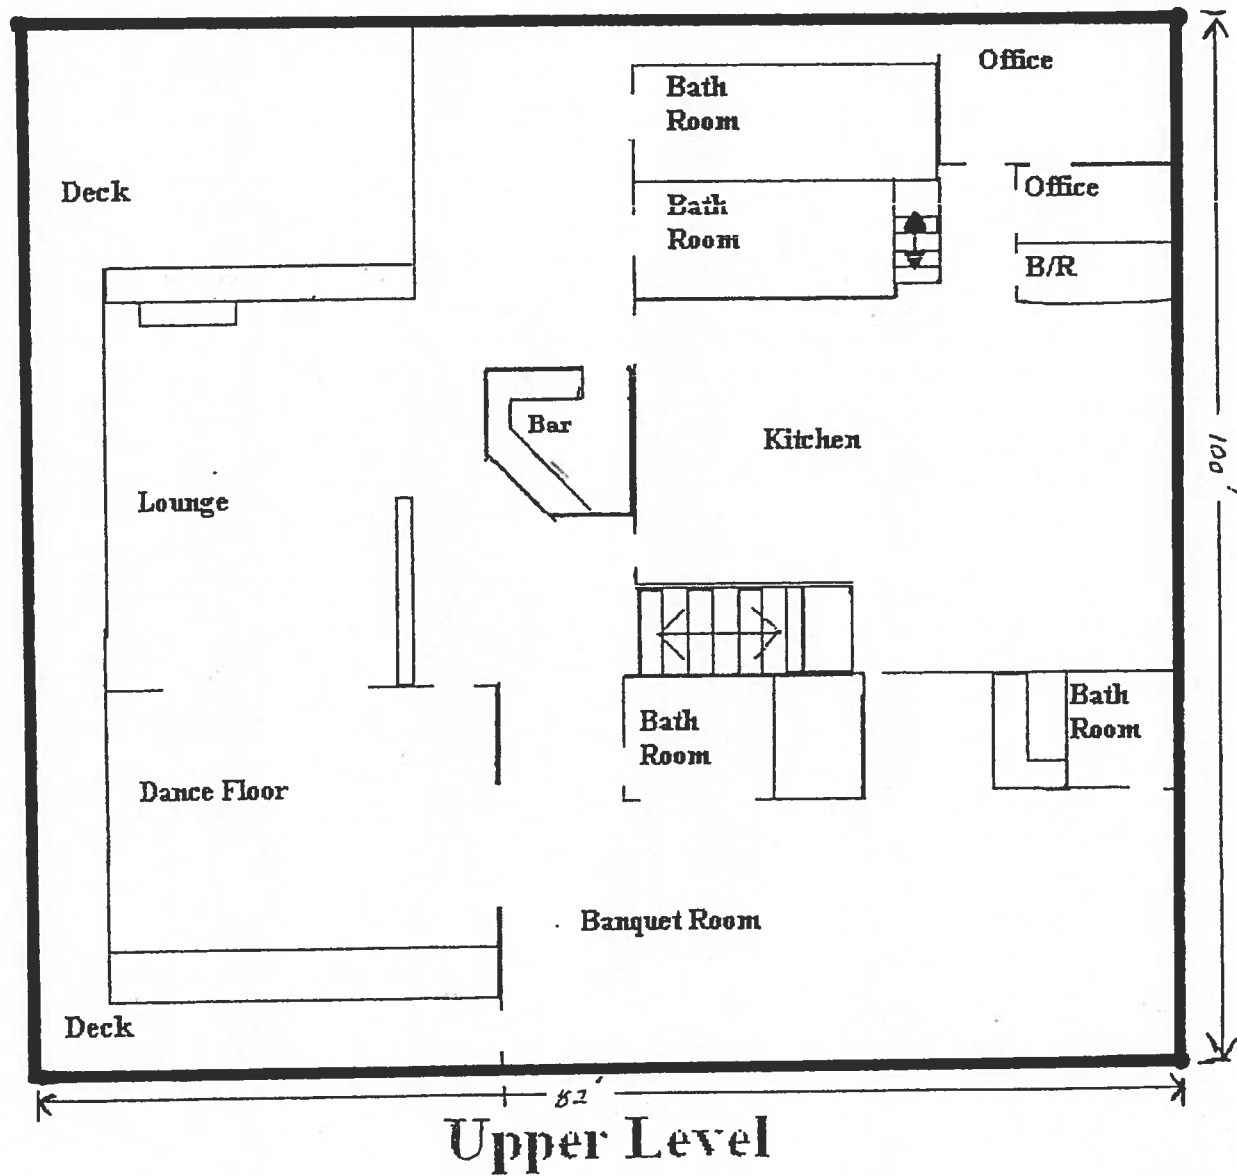 Office
Bath
Room
Deck
Office
Bath
Room
B/R
Bar
Kitchen
100'
Lounge
Bath
Room
Bath
Room
Dance Floor
Banquet Room
Deck
82'
Upper Level